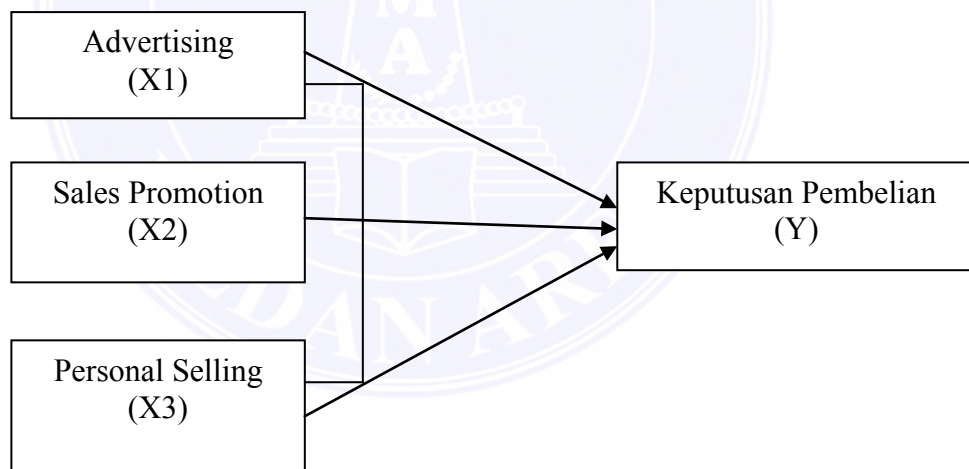 M
A
Advertising
(X1)
Sales Promotion
(X2)
Keputusan Pembelian
(Y)
Personal Selling
(X3)